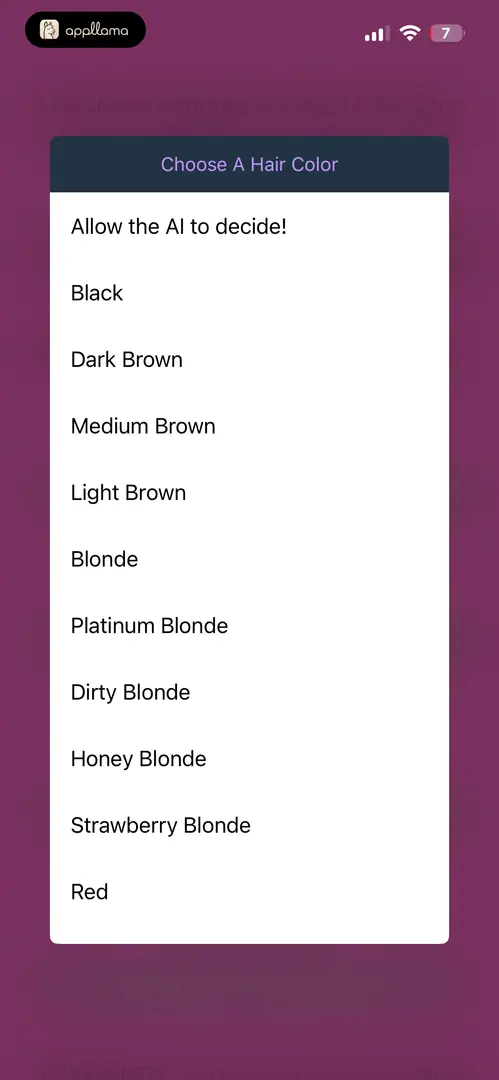 appllama
7
Choose A Hair Color
Allow the AI to decide!
Black
Dark Brown
Medium Brown
Light Brown
Blonde
Platinum Blonde
Dirty Blonde
Honey Blonde
Strawberry Blonde
Red